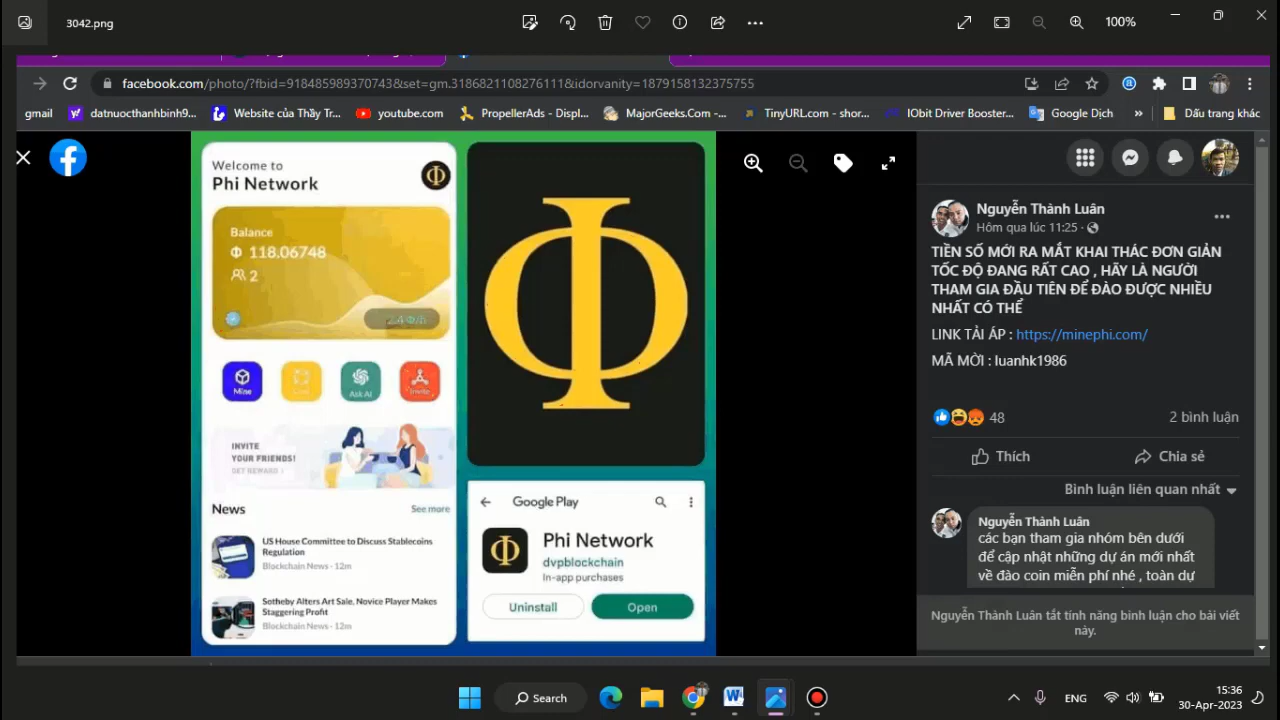 3042.png
100%
facebook.com/photo/?fbid=918485989370743&set=gm.3186821108276111&idorvanity=1879158132375755
gmail
datnuocthanhbinh9...
Website của Thầy Tr...
youtube.com
PropellerAds - Displ...
MajorGeeks.Com -...
TinyURL.com - shor...
IObit Driver Booster...
Google Dịch
»
Dấu trang khác
Welcome to
Phi Network
Balance
Φ 118.06748
2
Mine
Ask AI
Invite
INVITE
YOUR FRIENDS!
GET REWARD !
News
See more
US House Committee to Discuss Stablecoins
Regulation
Blockchain News - 12m
Sotheby Alters Art Sale, Novice Player Makes
Staggering Profit
Blockchain News - 12m
Φ
Google Play
Phi Network
dvpblockchain
In-app purchases
Uninstall
Open
Nguyễn Thành Luân
Hôm qua lúc 11:25 ·
TIỀN SỐ MỚI RA MẮT KHAI THÁC ĐƠN GIẢN
TỐC ĐỘ ĐANG RẤT CAO , HÃY LÀ NGƯỜI
THAM GIA ĐẦU TIÊN ĐỂ ĐÀO ĐƯỢC NHIỀU
NHẤT CÓ THỂ
LINK TẢI ÁP : https://minephi.com/
MÃ MỜI : luanhk1986
48
2 bình luận
Thích
Chia sẻ
Bình luận liên quan nhất
Nguyễn Thành Luân
các bạn tham gia nhóm bên dưới
để cập nhật những dự án mới nhất
về đào coin miễn phí nhé , toàn dự
Nguyễn Thành Luân tắt tính năng bình luận cho bài viết
này.
Search
ENG
15:36
30-Apr-2023